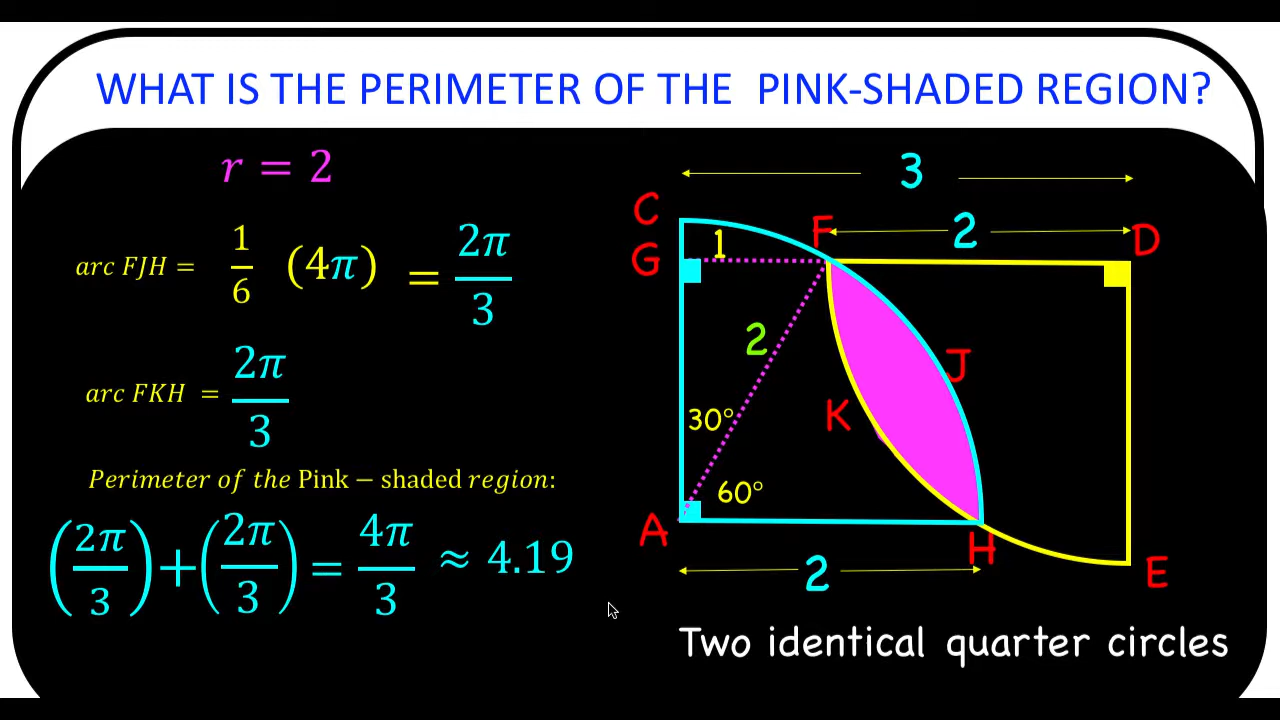 WHAT IS THE PERIMETER OF THE PINK-SHADED REGION?
r = 2
arc FJH = 1/6 (4π) = 2π/3
arc FKH = 2π/3
Perimeter of the Pink − shaded region:
(2π/3) + (2π/3) = 4π/3 ≈ 4.19
3
C
F
2
D
G
1
2
J
K
30°
60°
A
H
2
E
Two identical quarter circles